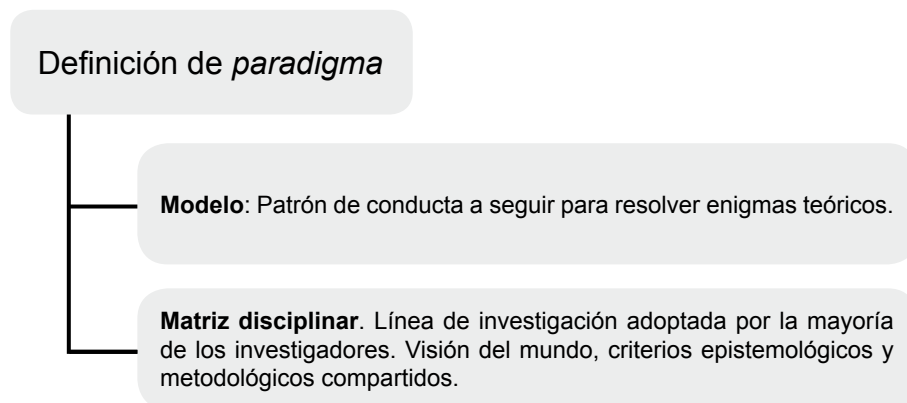 Definición de paradigma
Modelo: Patrón de conducta a seguir para resolver enigmas teóricos.
Matriz disciplinar. Línea de investigación adoptada por la mayoría
de los investigadores. Visión del mundo, criterios epistemológicos y
metodológicos compartidos.